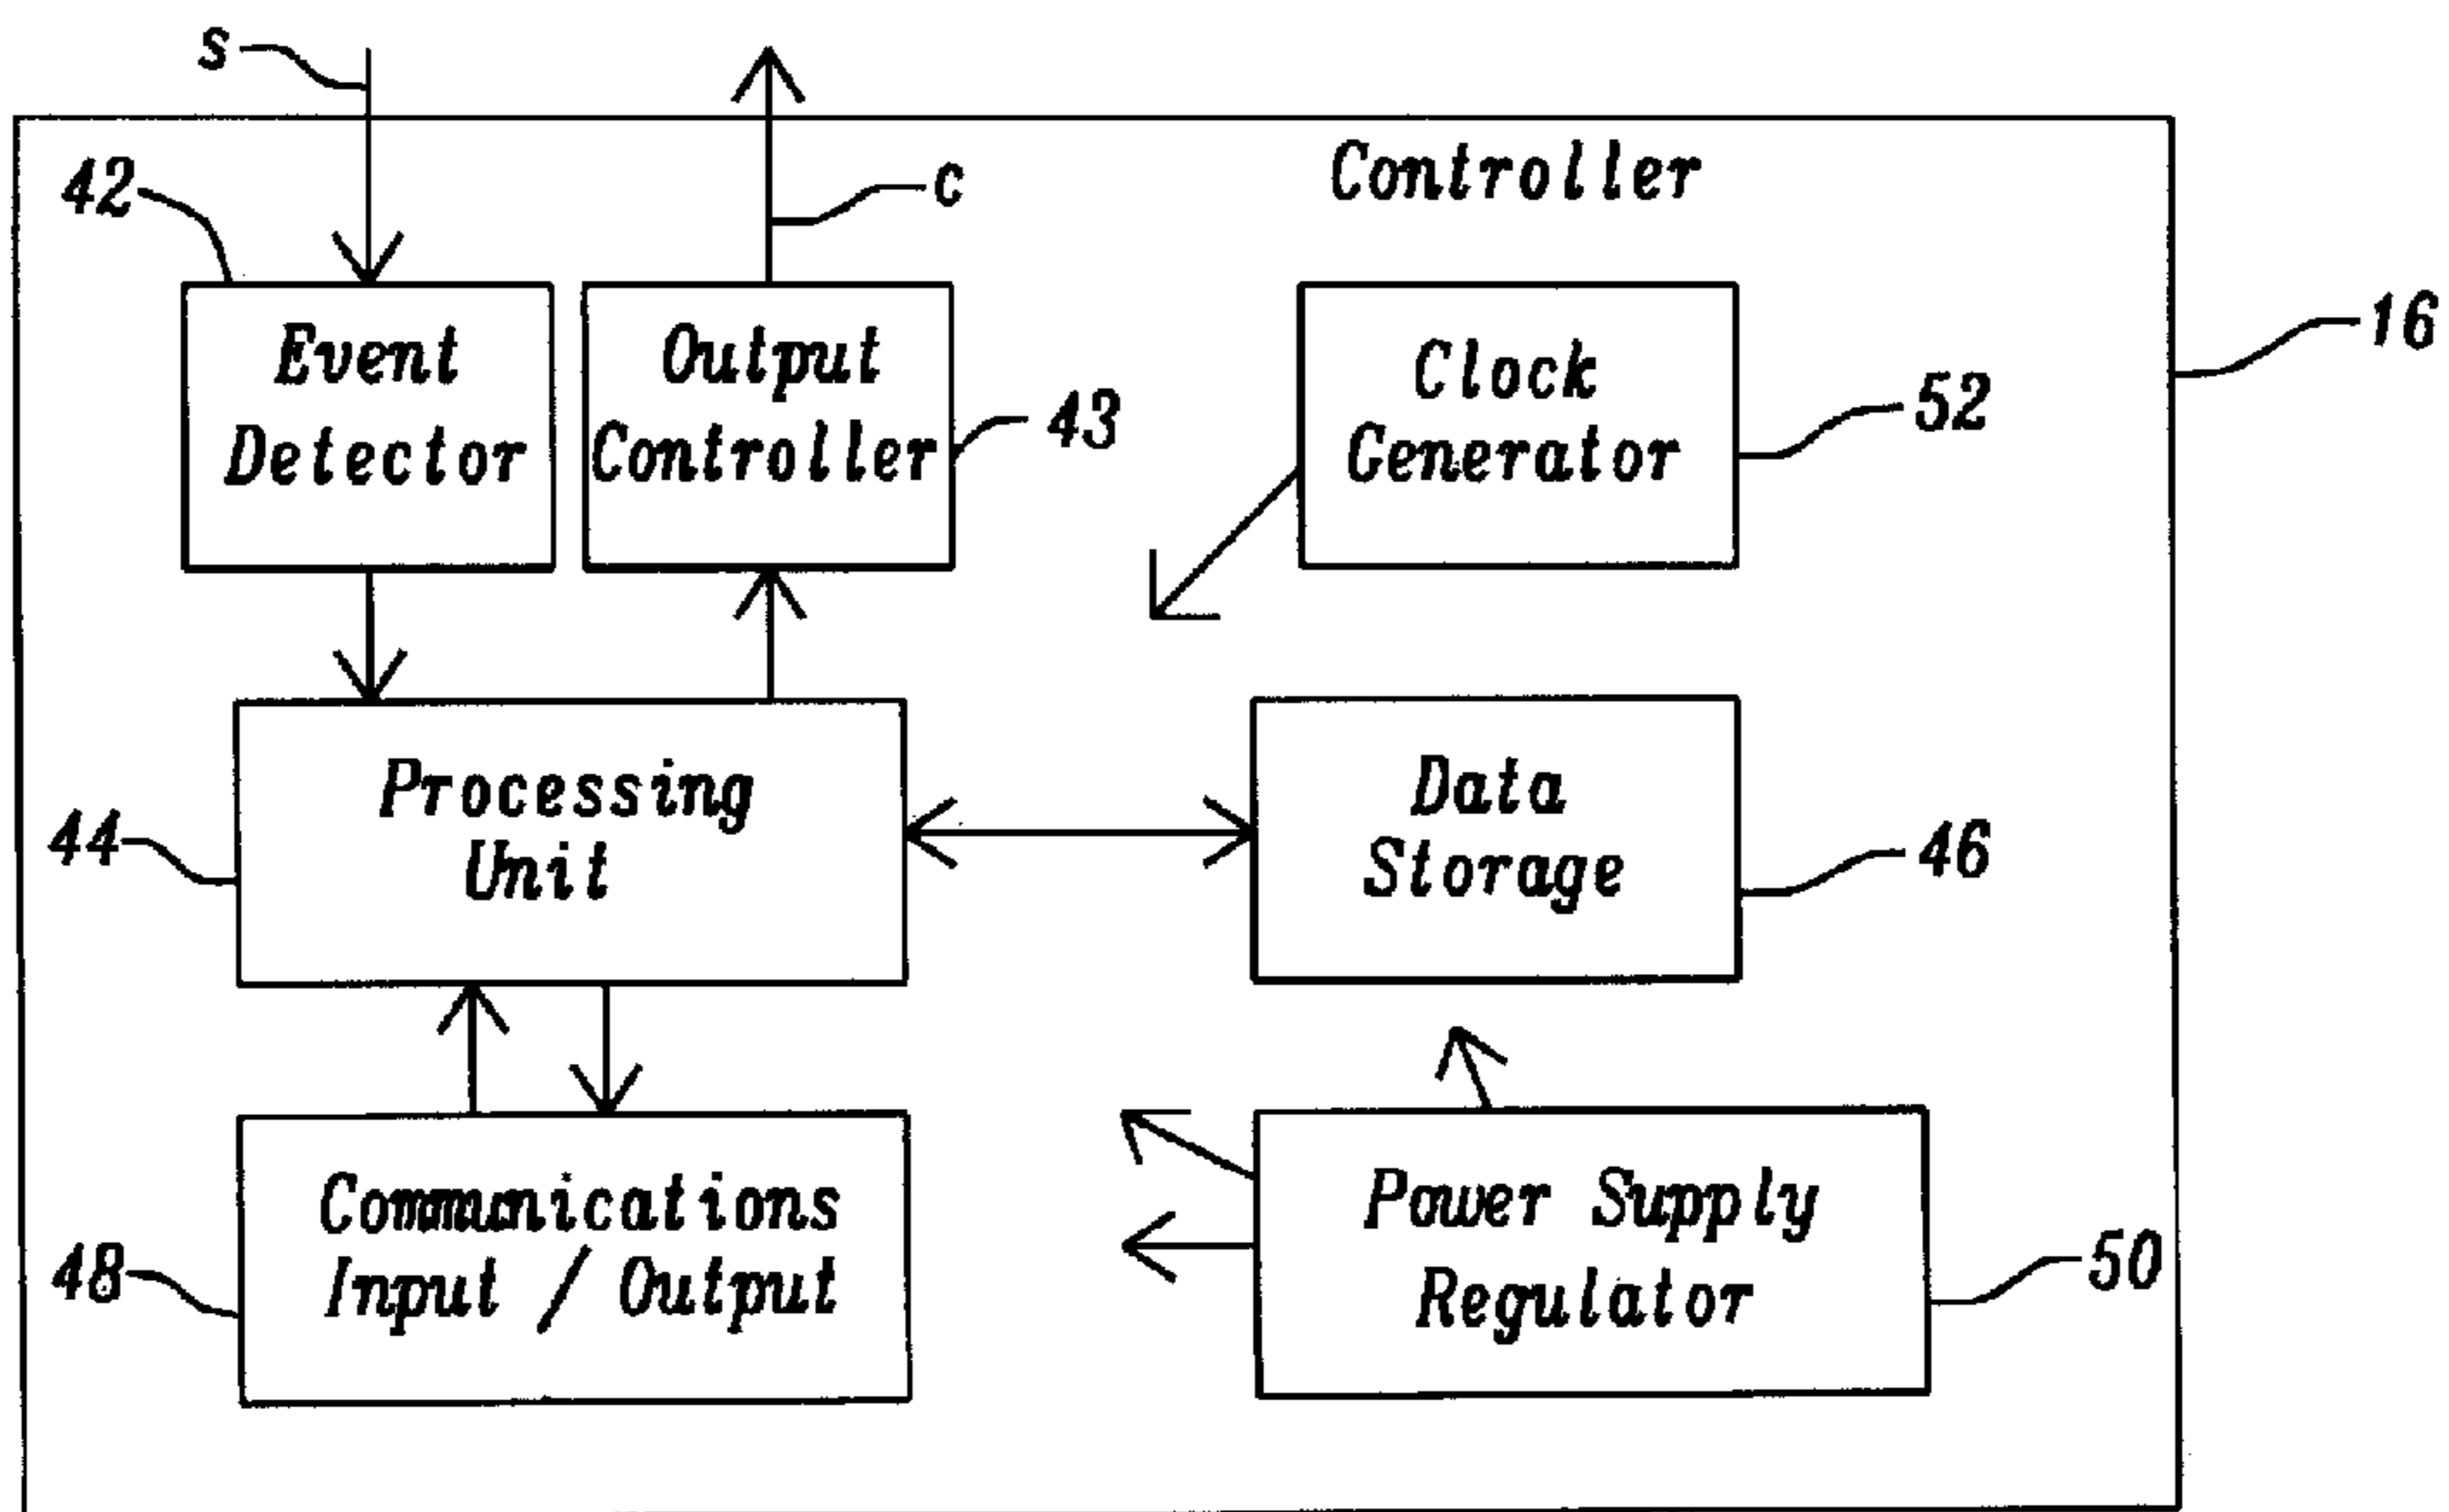 s
c
Controller
42
Event
Detector
Output
Controller
43
Clock
Generator
52
16
Processing
Unit
44
Data
Storage
46
Communications
Input / Output
48
Power Supply
Regulator
50